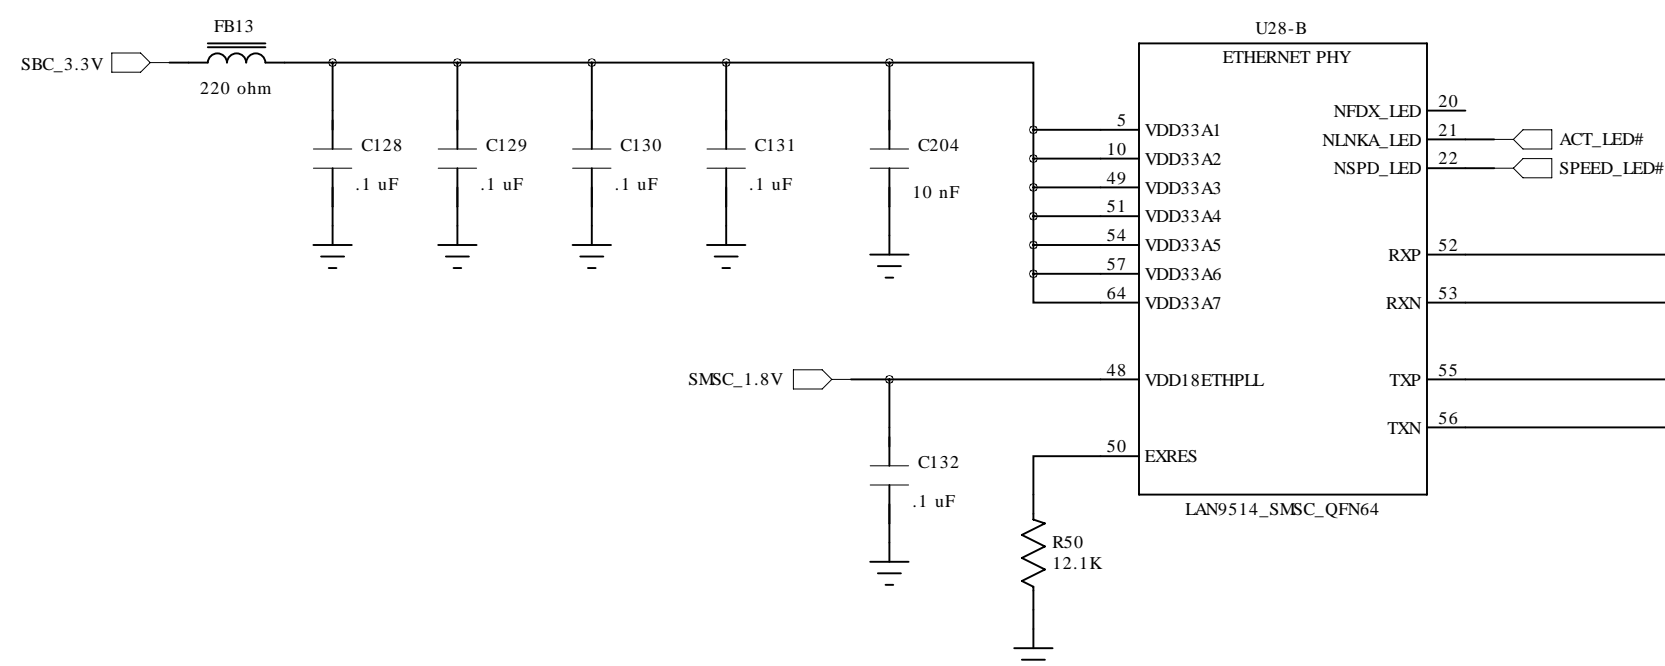 FB13
SBC_3.3V
220 ohm
C128
.1 uF
C129
.1 uF
C130
.1 uF
C131
.1 uF
C204
10 nF
U28-B
ETHERNET PHY
5 VDD33A1
10 VDD33A2
49 VDD33A3
51 VDD33A4
54 VDD33A5
57 VDD33A6
64 VDD33A7
NFDX_LED 20
NLNKA_LED 21 ACT_LED#
NSPD_LED 22 SPEED_LED#
RXP 52
RXN 53
SMSC_1.8V
48 VDD18ETHPLL
TXP 55
TXN 56
50 EXRES
C132
.1 uF
LAN9514_SMSC_QFN64
R50
12.1K